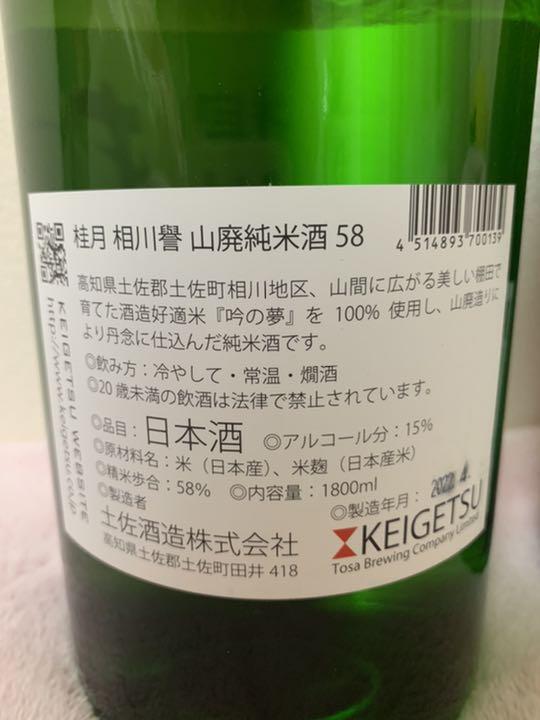 桂月 相川譽 山廃純米酒 58
4 514893 700139
高知県土佐郡土佐町相川地区、山間に広がる美しい棚田で
育てた酒造好適米『吟の夢』を 100% 使用し、山廃造りに
より丹念に仕込んだ純米酒です。
◎飲み方：冷やして・常温・燗酒
◎20 歳未満の飲酒は法律で禁止されています。
◎品目：日本酒 ◎アルコール分：15%
◎原材料名：米（日本産）、米麹（日本産米）
◎精米歩合：58% ◎内容量：1800ml
◎製造者 ◎製造年月：2022. 4.
土佐酒造株式会社
高知県土佐郡土佐町田井 418
KEIGETSU
Tosa Brewing Company Limited
KEIGETSU WEBSITE
http://www.keigetsu.co.jp